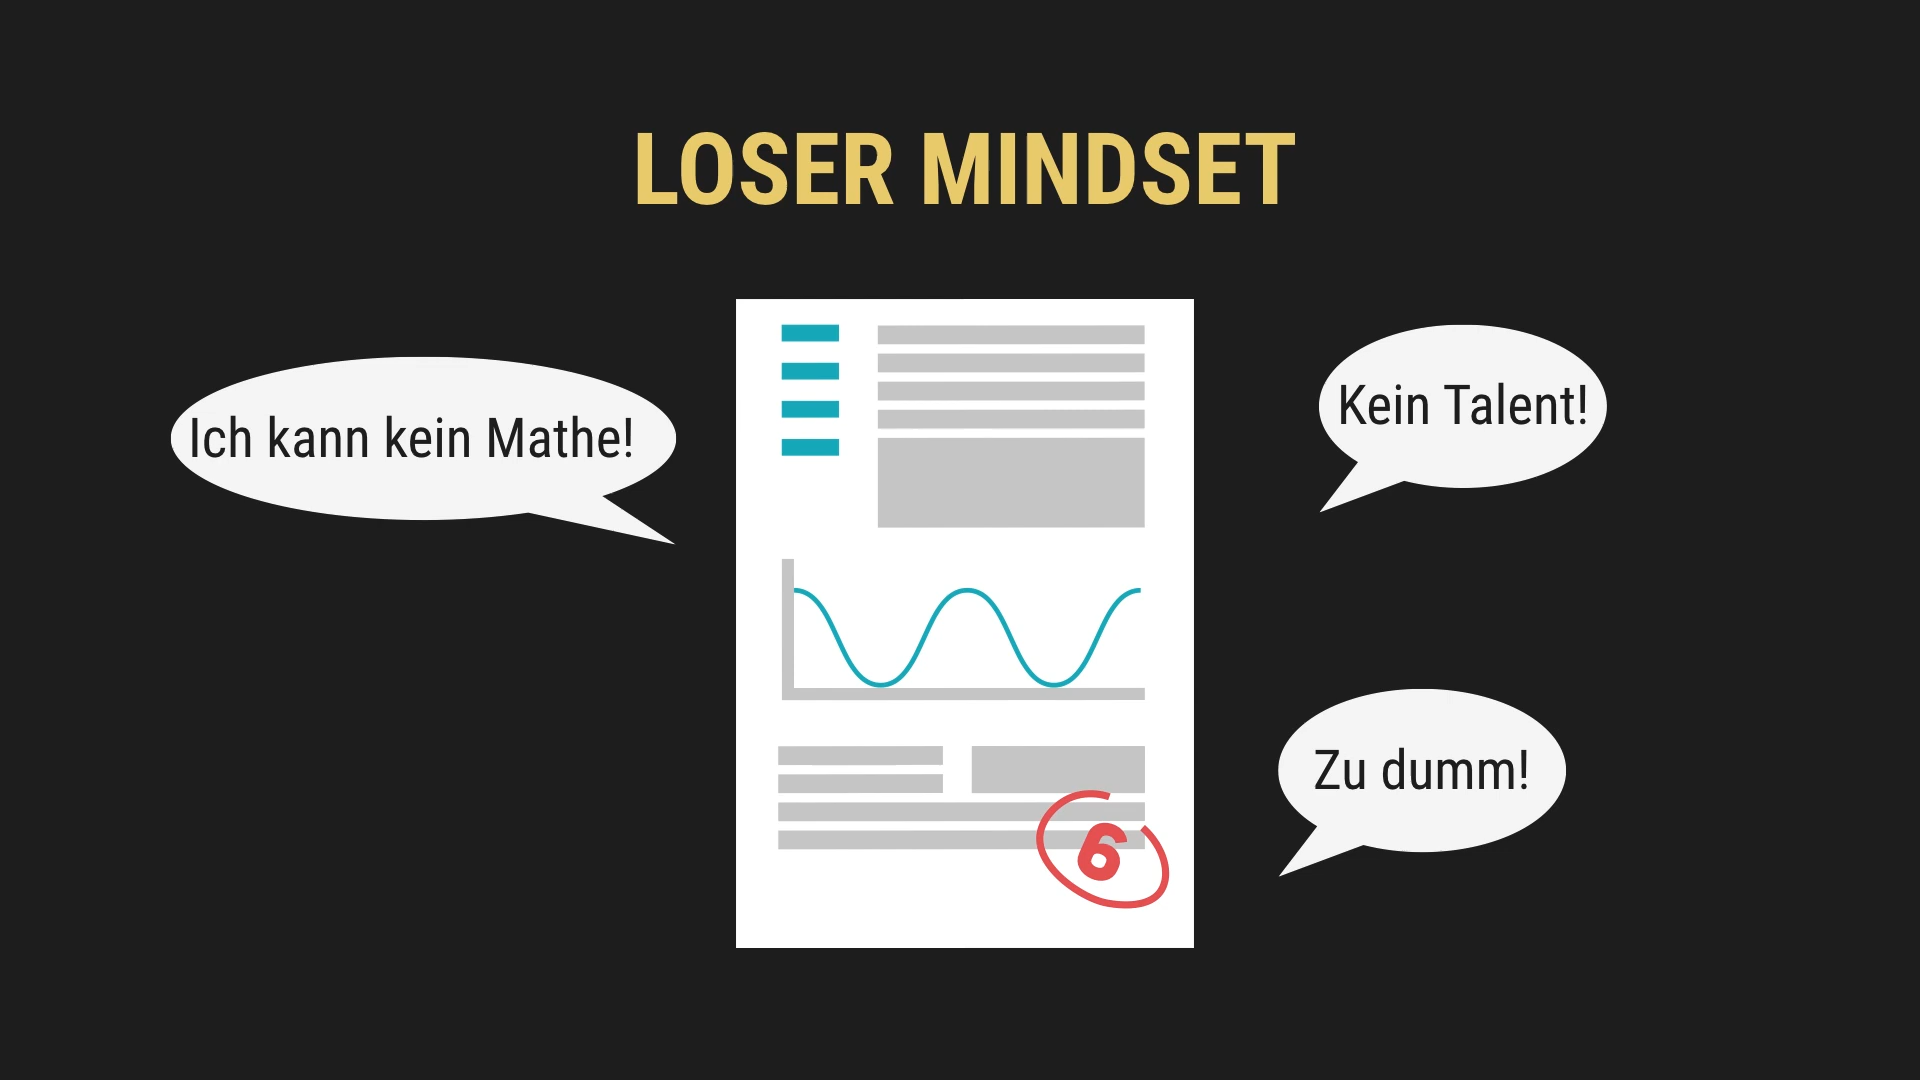 LOSER MINDSET
Ich kann kein Mathe!
Kein Talent!
Zu dumm!
6